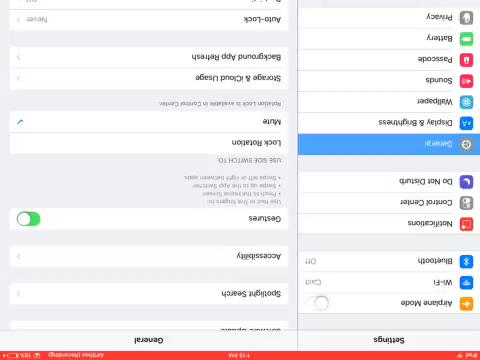 iPad
1:15 PM
AirShou (Recording) 18%
Settings
Airplane Mode
Wi-Fi Cast
Bluetooth Off
Notifications
Control Center
Do Not Disturb
General
Display & Brightness
Wallpaper
Sounds
Passcode
Battery
Privacy
General
Software Update
Spotlight Search
Accessibility
Gestures
Use four or five fingers to:
• Pinch to the Home Screen
• Swipe up to the App Switcher
• Swipe left or right between apps
USE SIDE SWITCH TO:
Lock Rotation
Mute
Rotation Lock is available in Control Center.
Storage & iCloud Usage
Background App Refresh
Auto-Lock Never